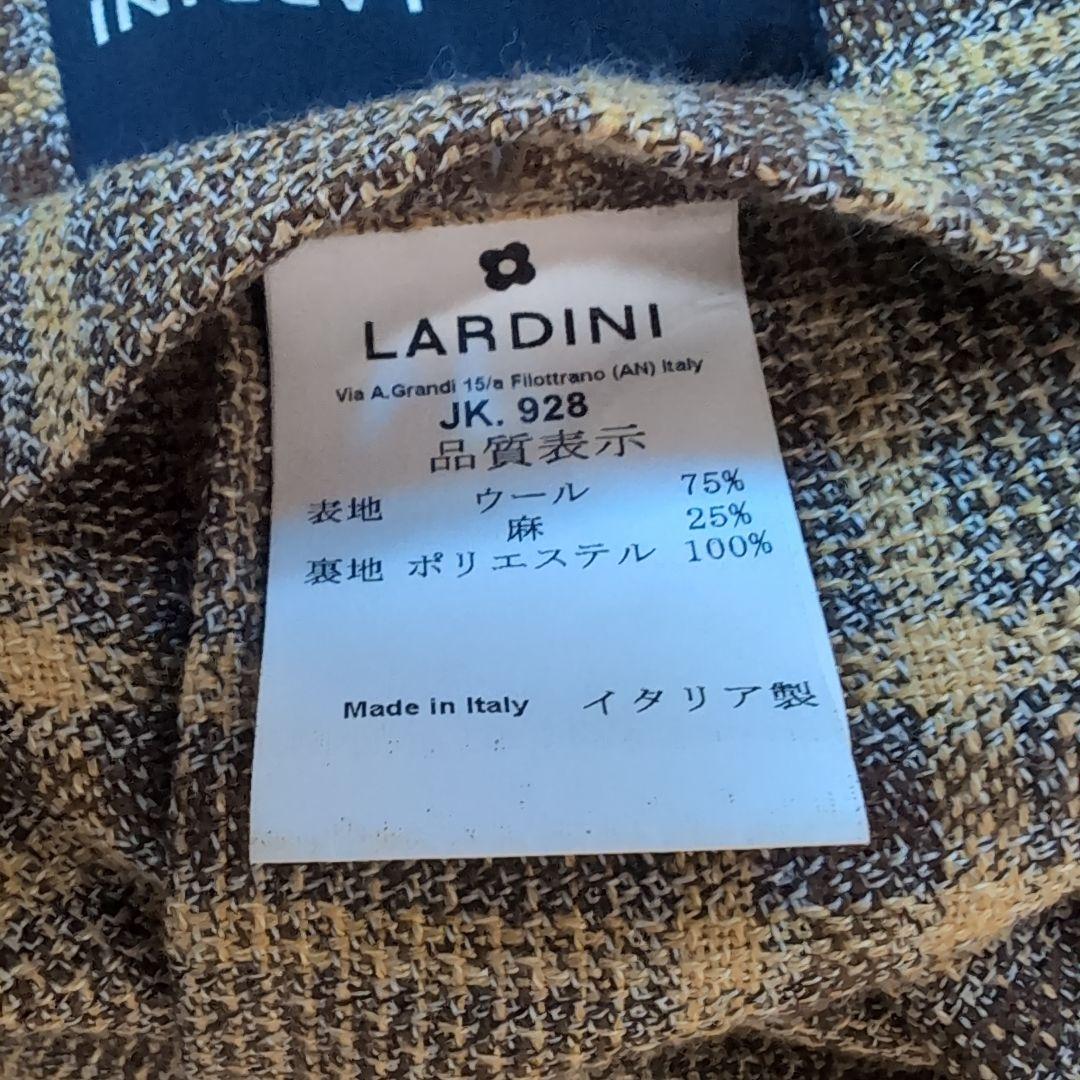 LARDINI
Via A.Grandi 15/a Filottrano (AN) Italy
JK. 928
品質表示
表地 ウール 75%
麻 25%
裏地 ポリエステル 100%
Made in Italy イタリア製